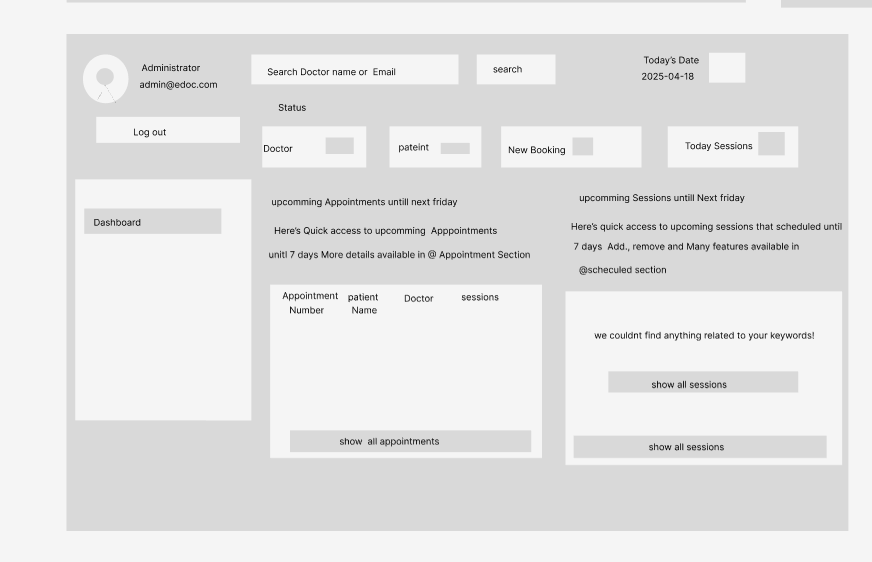 Administrator
admin@edoc.com
Log out
Dashboard
Search Doctor name or  Email
search
Today's Date
2025-04-18
Status
Doctor
pateint
New Booking
Today Sessions
upcomming Appointments untill next friday
Here's Quick access to upcomming  Apppointments
unitl 7 days More details available in @ Appointment Section
Appointment Number
patient Name
Doctor
sessions
show  all appointments
upcomming Sessions untill Next friday
Here's quick access to upcoming sessions that scheduled until
7 days  Add., remove and Many features available in
@scheculed section
we couldnt find anything related to your keywords!
show all sessions
show all sessions